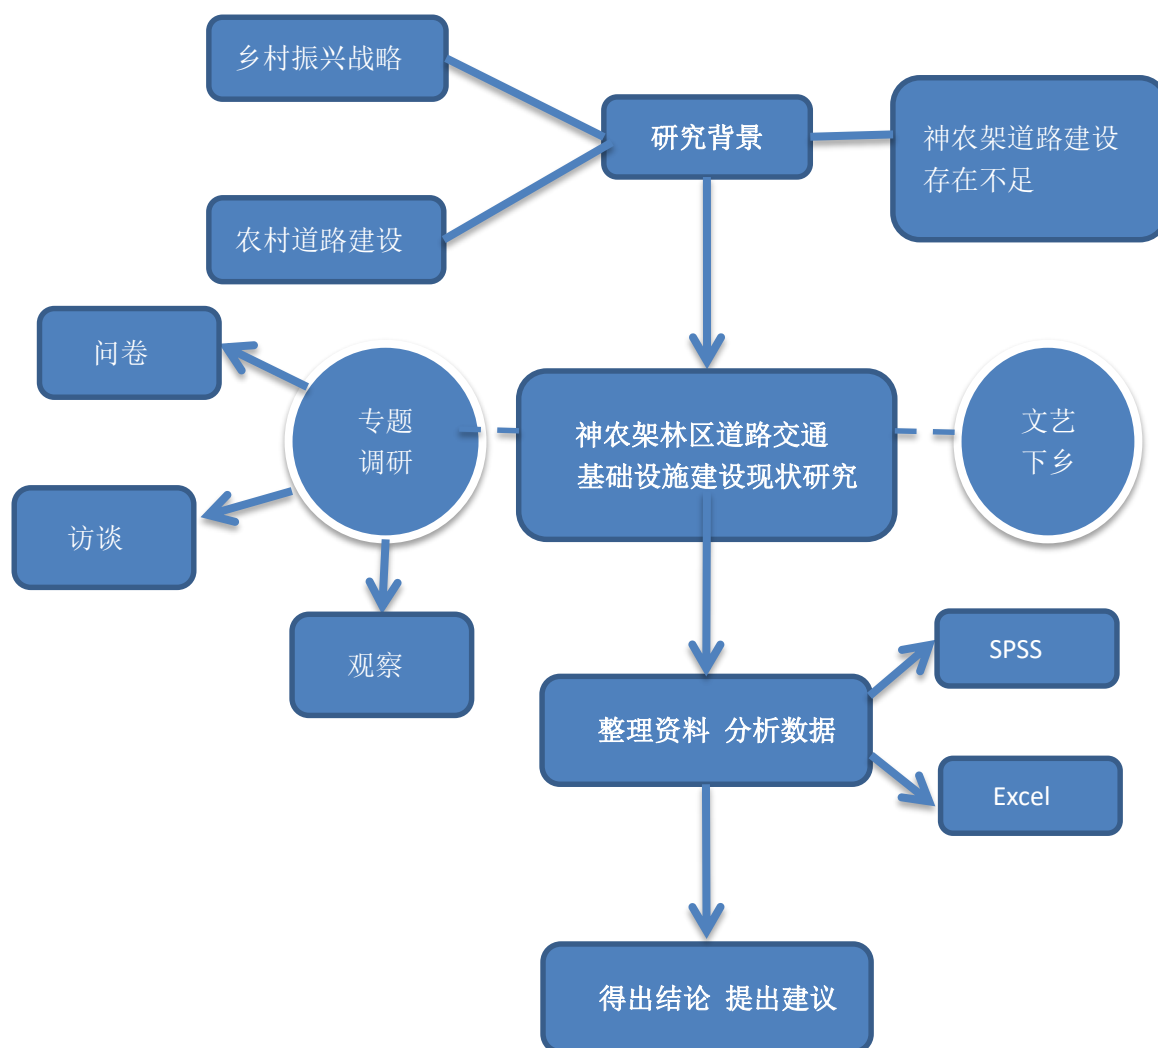 乡村振兴战略
研究背景
神农架道路建设
存在不足
农村道路建设
问卷
专题
调研
神农架林区道路交通
基础设施建设现状研究
文艺
下乡
访谈
观察
SPSS
整理资料 分析数据
Excel
得出结论 提出建议